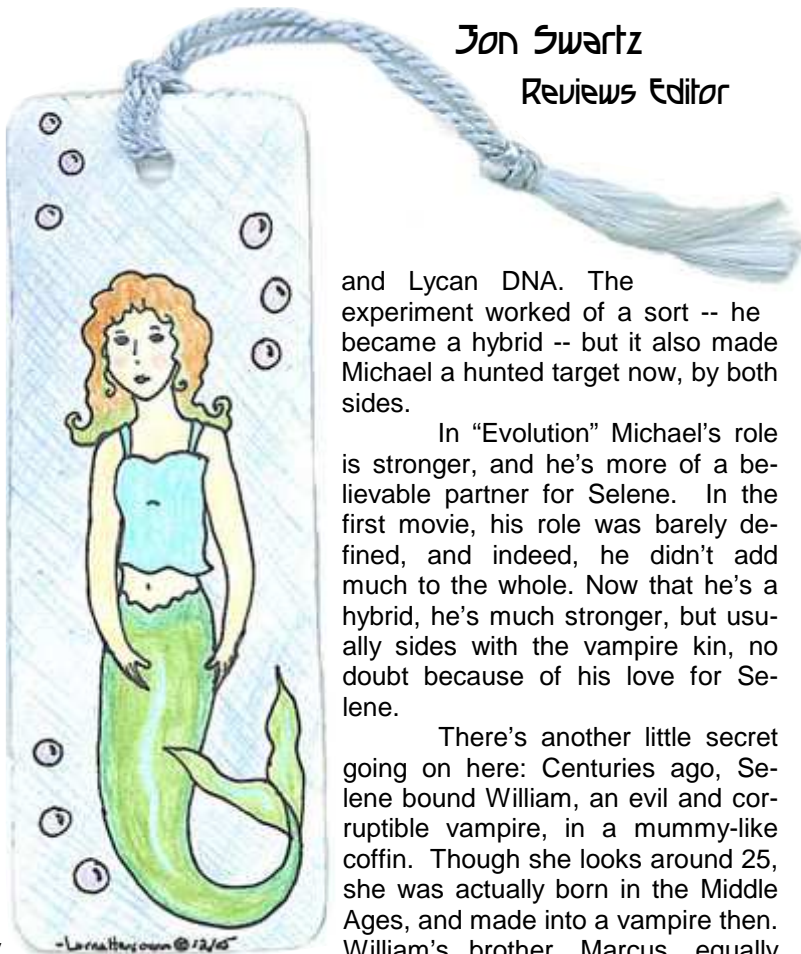 Jon Swartz
Reviews Editor
and Lycan DNA. The
experiment worked of a sort -- he
became a hybrid -- but it also made
Michael a hunted target now, by both
sides.
In “Evolution” Michael’s role
is stronger, and he’s more of a be-
lievable partner for Selene. In the
first movie, his role was barely de-
fined, and indeed, he didn’t add
much to the whole. Now that he’s a
hybrid, he’s much stronger, but usu-
ally sides with the vampire kin, no
doubt because of his love for Se-
lene.
There’s another little secret
going on here: Centuries ago, Se-
lene bound William, an evil and cor-
ruptible vampire, in a mummy-like
coffin. Though she looks around 25,
she was actually born in the Middle
Ages, and made into a vampire then.
William’s brother, Marcus, equally
©12/05